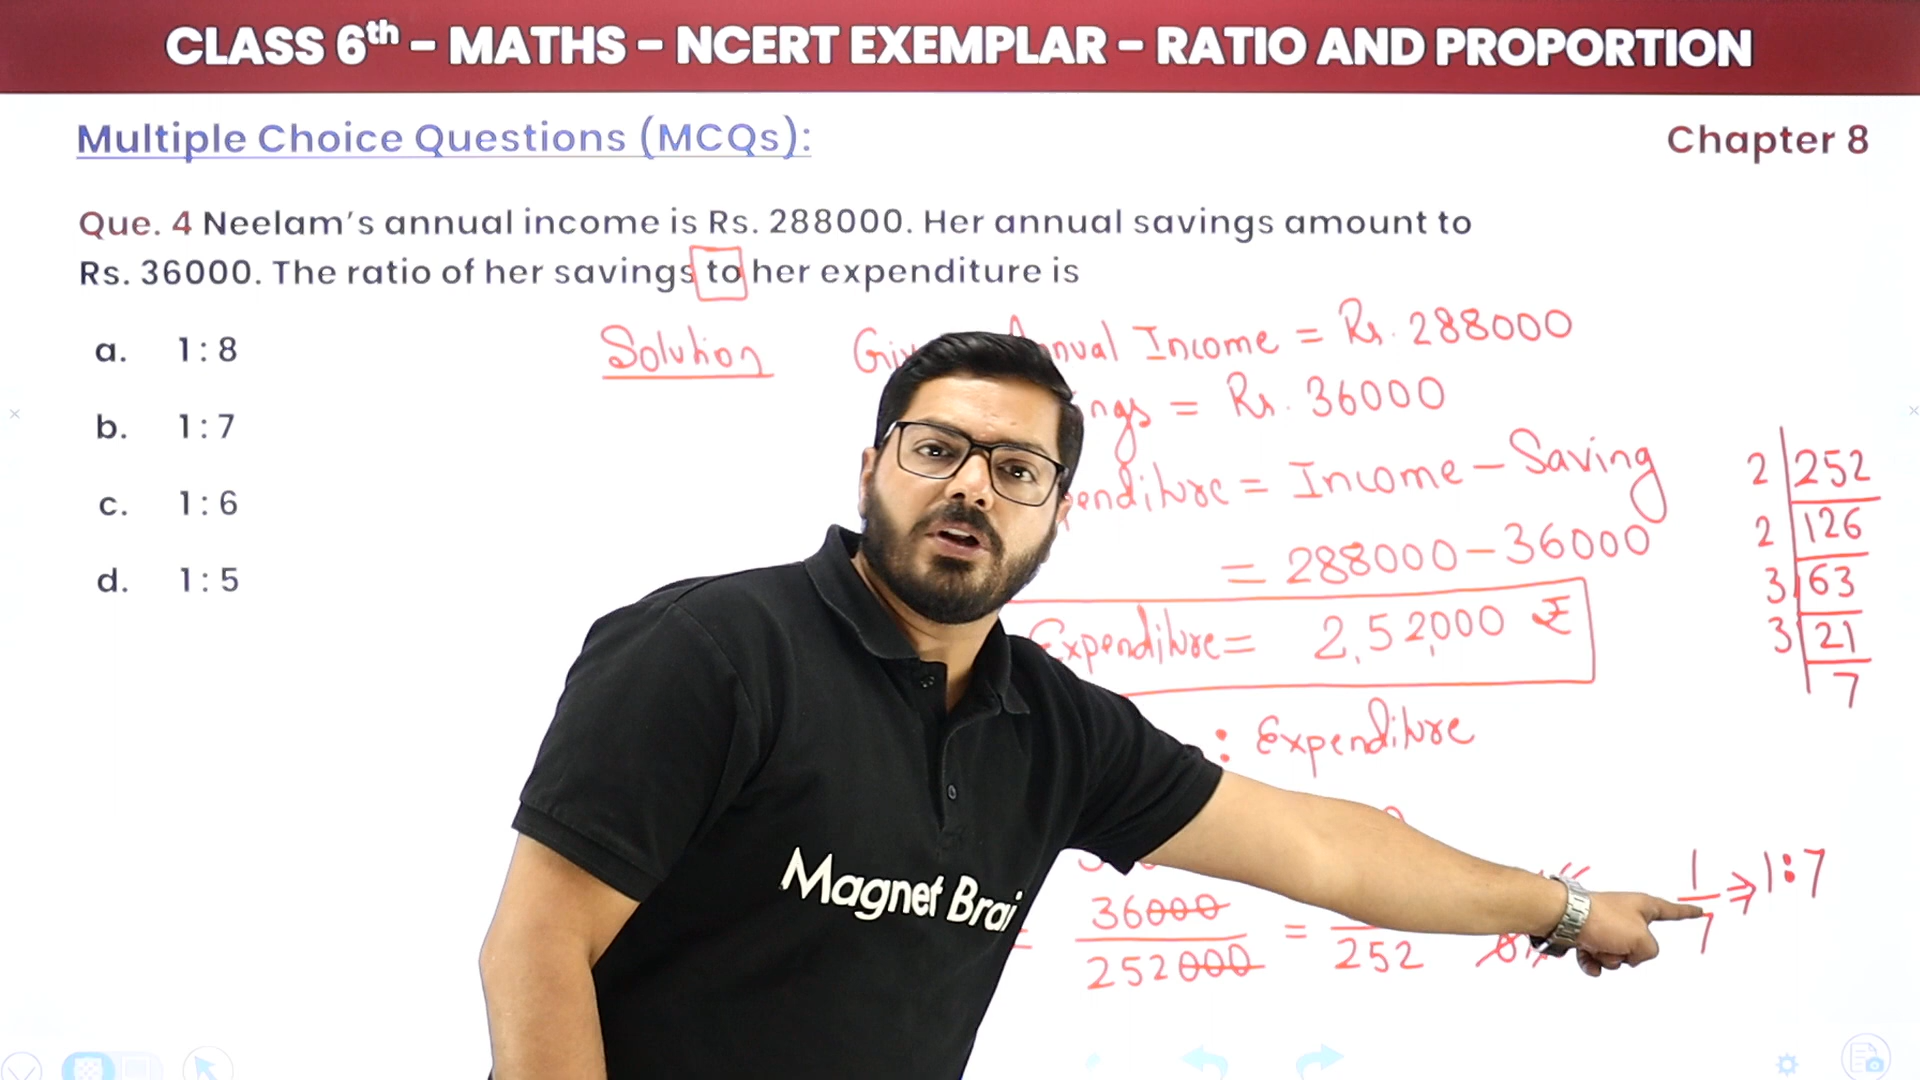 CLASS 6th – MATHS – NCERT EXEMPLAR – RATIO AND PROPORTION
Multiple Choice Questions (MCQs):
Chapter 8
Que. 4 Neelam's annual income is Rs. 288000. Her annual savings amount to
Rs. 36000. The ratio of her savings to her expenditure is
a. 1 : 8
b. 1 : 7
c. 1 : 6
d. 1 : 5
Solution
Income = Rs. 288000
= Rs. 36000
= Income – Saving
= 288000 – 36000
Expenditure = 2,52,000 ₹
: Expenditure
= 36000 / 252000 = 252
1/7 ⇒ 1:7
2 252
2 126
3 63
3 21
7
Magnet Brai